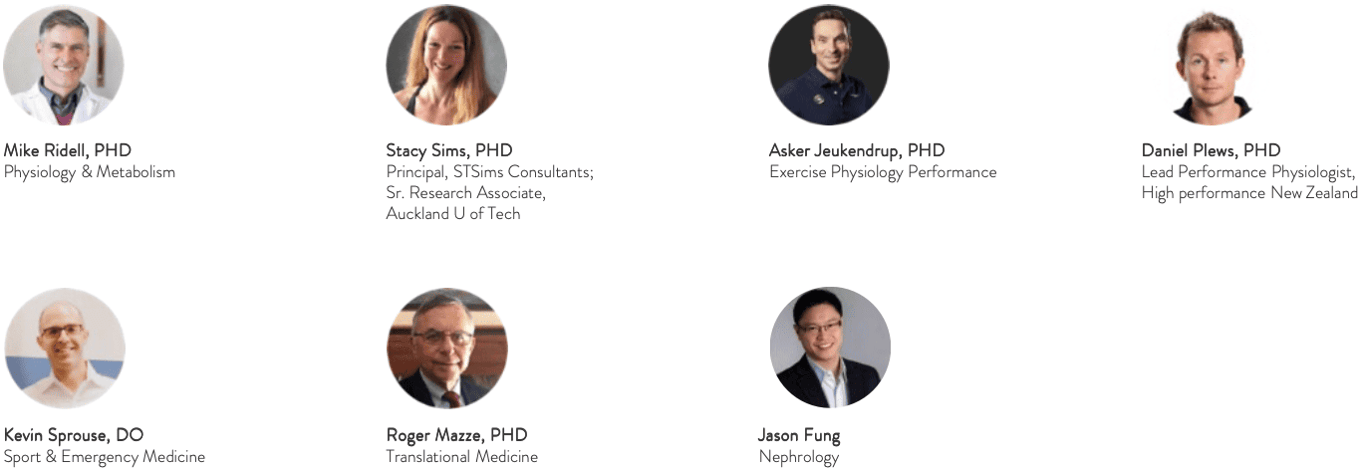 Mike Ridell, PHD
Physiology & Metabolism
Stacy Sims, PHD
Principal, STSims Consultants;
Sr. Research Associate,
Auckland U of Tech
Asker Jeukendrup, PHD
Exercise Physiology Performance
Daniel Plews, PHD
Lead Performance Physiologist,
High performance New Zealand
Kevin Sprouse, DO
Sport & Emergency Medicine
Roger Mazze, PHD
Translational Medicine
Jason Fung
Nephrology